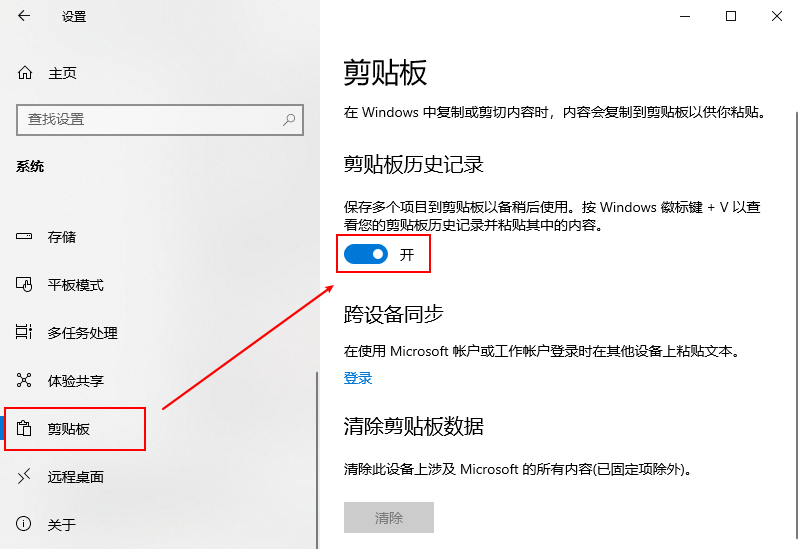 设置
主页
查找设置
系统
存储
平板模式
多任务处理
体验共享
剪贴板
远程桌面
关于
剪贴板
在 Windows 中复制或剪切内容时，内容会复制到剪贴板以供你粘贴。
剪贴板历史记录
保存多个项目到剪贴板以备稍后使用。按 Windows 徽标键 + V 以查
看您的剪贴板历史记录并粘贴其中的内容。
开
跨设备同步
在使用 Microsoft 帐户或工作帐户登录时在其他设备上粘贴文本。
登录
清除剪贴板数据
清除此设备上涉及 Microsoft 的所有内容(已固定项除外)。
清除